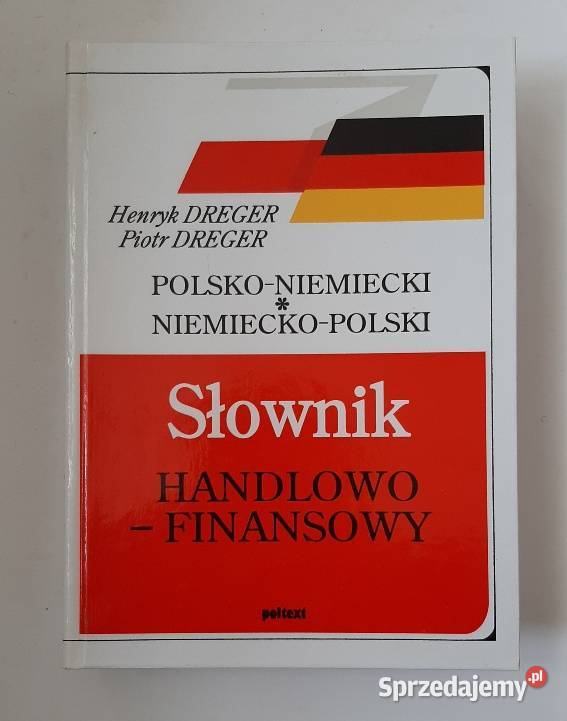 Henryk DREGER
Piotr DREGER
POLSKO-NIEMIECKI
*
NIEMIECKO-POLSKI
Słownik
HANDLOWO
– FINANSOWY
poltext
Sprzedajemy.pl